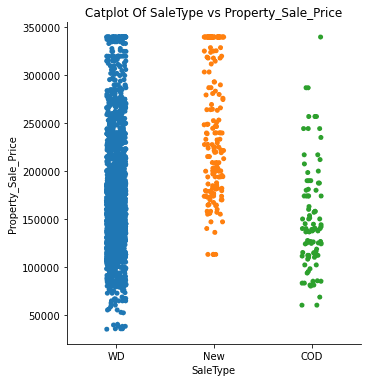 Catplot Of SaleType vs Property_Sale_Price
350000
300000
250000
200000
150000
100000
50000
Property_Sale_Price
WD New COD
SaleType